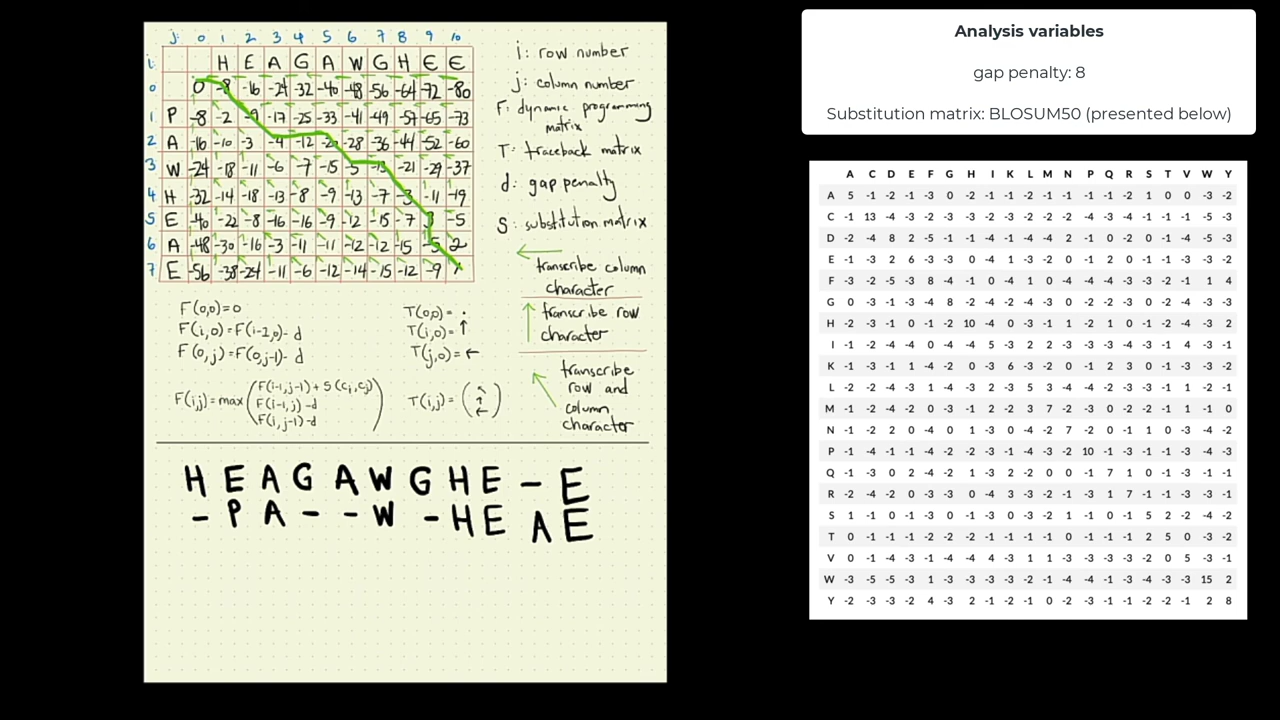 j: 0 1 2 3 4 5 6 7 8 9 10
i: H E A G A W G H E E
0 0 -8 -16 -24 -32 -40 -48 -56 -64 -72 -80
1 P -8 -2 -9 -17 -25 -33 -41 -49 -57 -65 -73
2 A -16 -10 -3 -4 -12 -20 -28 -36 -44 -52 -60
3 W -24 -18 -11 -6 -7 -15 -5 -13 -21 -29 -37
4 H -32 -14 -18 -13 -8 -9 -13 -7 -3 -11 -19
5 E -40 -22 -8 -16 -16 -9 -12 -15 -7 3 -5
6 A -48 -30 -16 -3 -11 -11 -12 -12 -15 -5 2
7 E -56 -38 -24 -11 -6 -12 -14 -15 -12 -9 1
i: row number
j: column number
F: dynamic programming
matrix
T: traceback matrix
d: gap penalty
S: substitution matrix
← transcribe column
character
↑ transcribe row
character
↖ transcribe
row and
column
character
F(0,0)=0
F(i,0)=F(i-1,0)- d
F(0,j)=F(0,j-1)- d
T(0,0)= .
T(i,0)= ↑
T(j,0)= ←
F(i,j)=max
F(i-1,j-1)+S(ci,cj)
F(i-1,j)-d
F(i,j-1)-d
T(i,j)= (↖ ↑ ←)
H E A G A W G H E - E
- P A - - W - H E A E
Analysis variables
gap penalty: 8
Substitution matrix: BLOSUM50 (presented below)
A C D E F G H I K L M N P Q R S T V W Y
A 5 -1 -2 -1 -3 0 -2 -1 -1 -2 -1 -1 -1 -1 -2 1 0 0 -3 -2
C -1 13 -4 -3 -2 -3 -3 -2 -3 -2 -2 -2 -4 -3 -4 -1 -1 -1 -5 -3
D -2 -4 8 2 -5 -1 -1 -4 -1 -4 -4 2 -1 0 -2 0 -1 -4 -5 -3
E -1 -3 2 6 -3 -3 0 -4 1 -3 -2 0 -1 2 0 -1 -1 -3 -3 -2
F -3 -2 -5 -3 8 -4 -1 0 -4 1 0 -4 -4 -4 -3 -3 -2 -1 1 4
G 0 -3 -1 -3 -4 8 -2 -4 -2 -4 -3 0 -2 -2 -3 0 -2 -4 -3 -3
H -2 -3 -1 0 -1 -2 10 -4 0 -3 -1 1 -2 1 0 -1 -2 -4 -3 2
I -1 -2 -4 -4 0 -4 -4 5 -3 2 2 -3 -3 -3 -4 -3 -1 4 -3 -1
K -1 -3 -1 1 -4 -2 0 -3 6 -3 -2 0 -1 2 3 0 -1 -3 -3 -2
L -2 -2 -4 -3 1 -4 -3 2 -3 5 3 -4 -4 -2 -3 -3 -1 1 -2 -1
M -1 -2 -4 -2 0 -3 -1 2 -2 3 7 -2 -3 0 -2 -2 -1 1 -1 0
N -1 -2 2 0 -4 0 1 -3 0 -4 -2 7 -2 0 -1 1 0 -3 -4 -2
P -1 -4 -1 -1 -4 -2 -2 -3 -1 -4 -3 -2 10 -1 -3 -1 -1 -3 -4 -3
Q -1 -3 0 2 -4 -2 1 -3 2 -2 0 0 -1 7 1 0 -1 -3 -1 -1
R -2 -4 -2 0 -3 -3 0 -4 3 -3 -2 -1 -3 1 7 -1 -1 -3 -3 -1
S 1 -1 0 -1 -3 0 -1 -3 0 -3 -2 1 -1 0 -1 5 2 -2 -4 -2
T 0 -1 -1 -1 -2 -2 -2 -1 -1 -1 -1 0 -1 -1 -1 2 5 0 -3 -2
V 0 -1 -4 -3 -1 -4 -4 4 -3 1 1 -3 -3 -3 -3 -2 0 5 -3 -1
W -3 -5 -5 -3 1 -3 -3 -3 -3 -2 -1 -4 -4 -1 -3 -4 -3 -3 15 2
Y -2 -3 -3 -2 4 -3 2 -1 -2 -1 0 -2 -3 -1 -1 -2 -2 -1 2 8